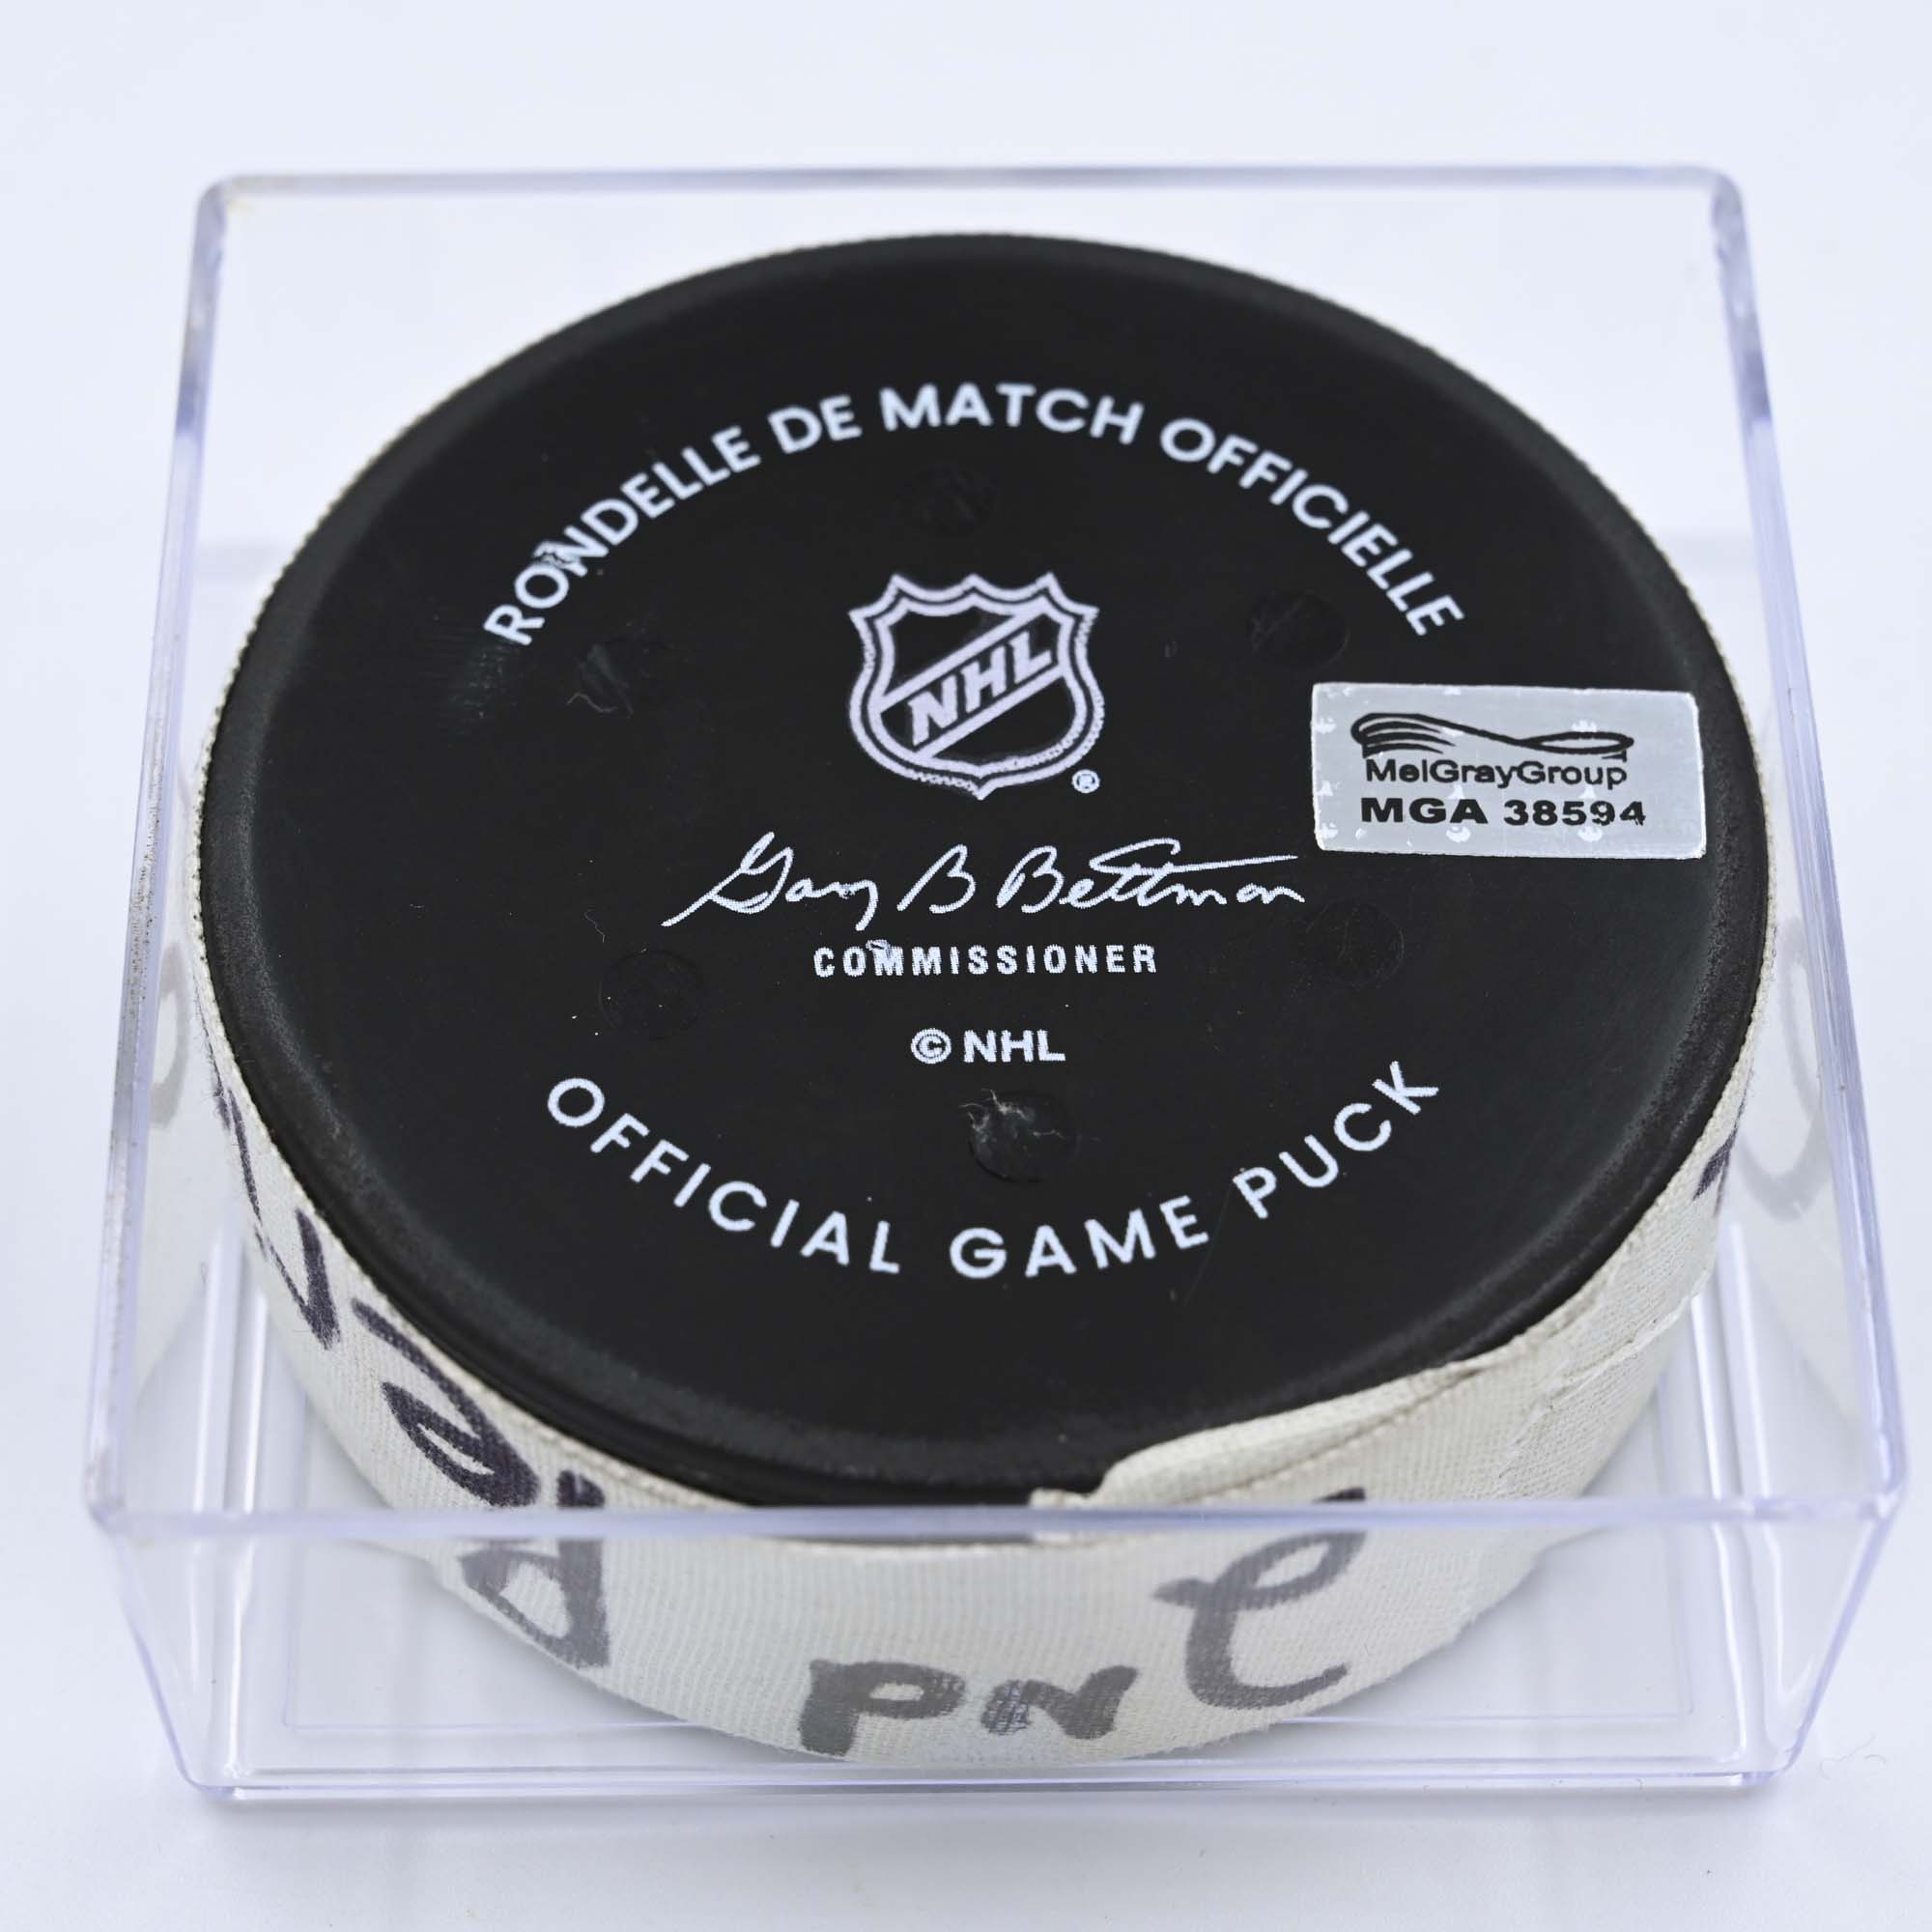 RONDELLE DE MATCH OFFICIELLE
NHL
®
MelGrayGroup
MGA 38594
Gary B Bettman
COMMISSIONER
© NHL
OFFICIAL GAME PUCK